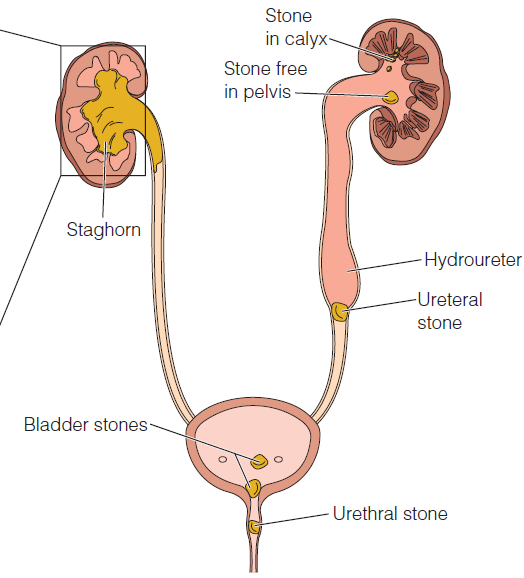 Stone
in calyx
Stone free
in pelvis
Staghorn
Hydroureter
Ureteral
stone
Bladder stones
Urethral stone